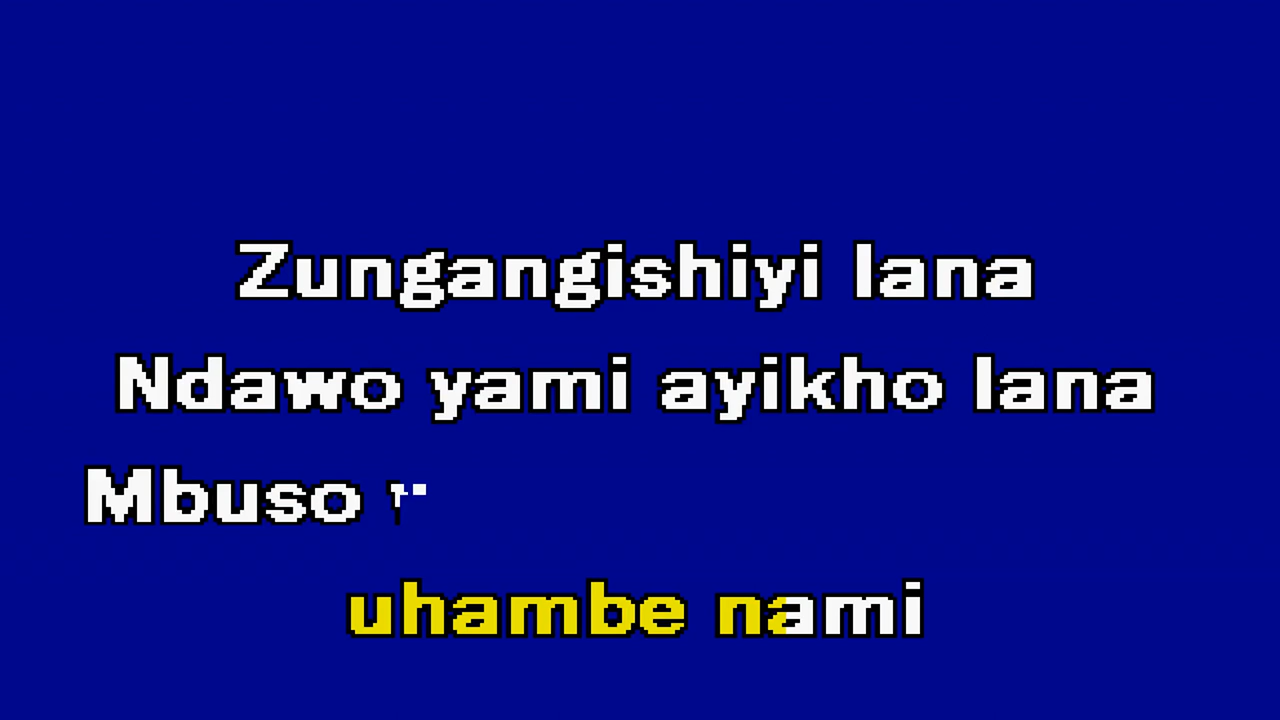 Zungangishiyi lana
Ndawo yami ayikho lana
Mbuso
uhambe nami